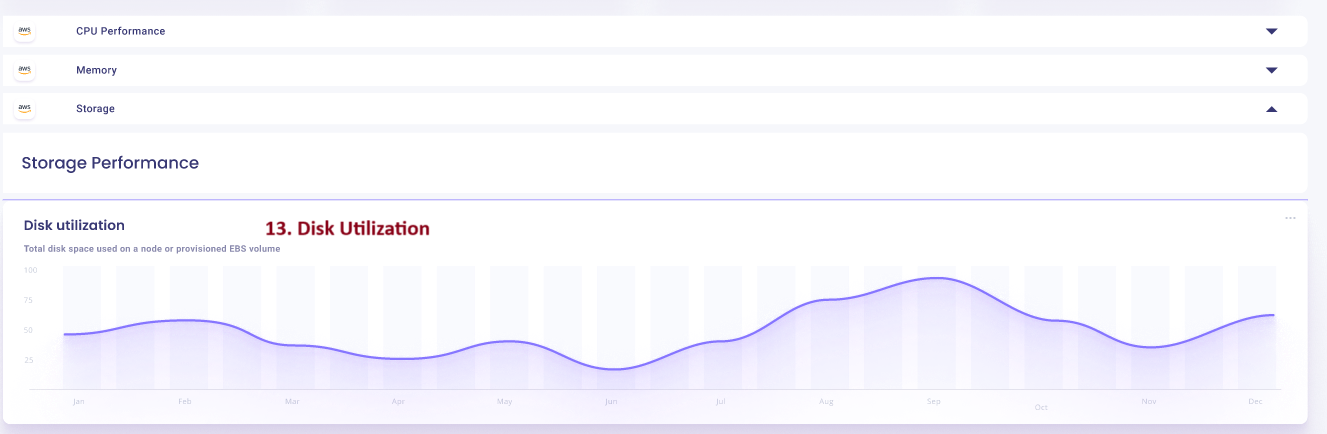 aws CPU Performance
aws Memory
aws Storage
Storage Performance
Disk utilization
13. Disk Utilization
Total disk space used on a node or provisioned EBS volume
100
75
50
25
Jan Feb Mar Apr May Jun Jul Aug Sep Oct Nov Dec